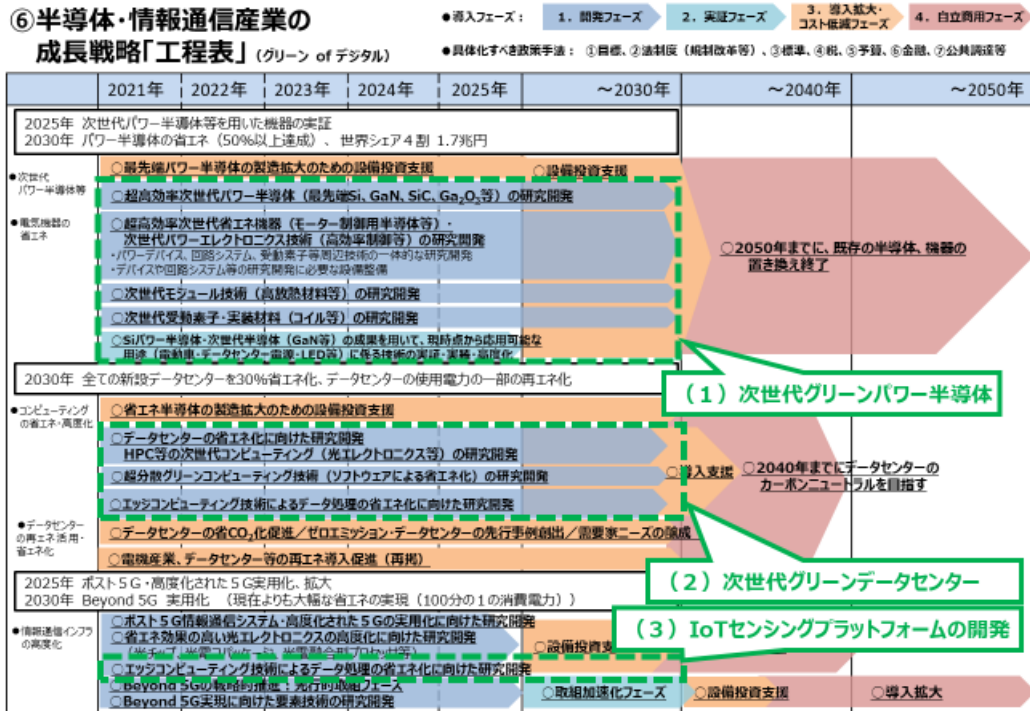 ⑥半導体・情報通信産業の
成長戦略「工程表」(グリーン of デジタル)
●導入フェーズ： 1．開発フェーズ 2．実証フェーズ 3．導入拡大・コスト低減フェーズ 4．自立商用フェーズ
●具体化すべき政策手法： ①目標、②法制度（規制改革等）、③標準、④税、⑤予算、⑥金融、⑦公共調達等
2021年 2022年 2023年 2024年 2025年 ～2030年 ～2040年 ～2050年
2025年 次世代パワー半導体等を用いた機器の実証
2030年 パワー半導体の省エネ（50%以上達成）、世界シェア４割 1.7兆円
●次世代
パワー半導体等
●電気機器の
省エネ
○最先端パワー半導体の製造拡大のための設備投資支援
○設備投資支援
○超高効率次世代パワー半導体（最先端Si, GaN, SiC, Ga₂O₃等）の研究開発
○超高効率次世代省エネ機器（モーター制御用半導体等）・
次世代パワーエレクトロニクス技術（高効率制御等）の研究開発
・パワーデバイス、回路システム、受動素子等周辺技術の一体的な研究開発
・デバイスや回路システム等の研究開発に必要な設備整備
○次世代モジュール技術（高放熱材料等）の研究開発
○次世代受動素子・実装材料（コイル等）の研究開発
○Siパワー半導体・次世代半導体（GaN等）の成果を用いて、現時点から応用可能な
用途（電動車・データセンター電源・LED等）に係る技術の実証・実装・高度化
○2050年までに、既存の半導体、機器の
置き換え終了
（1）次世代グリーンパワー半導体
2030年 全ての新設データセンターを30%省エネ化、データセンターの使用電力の一部の再エネ化
●コンピューティング
の省エネ・高度化
●データセンター
の再エネ活用・
省エネ化
○省エネ半導体の製造拡大のための設備投資支援
○データセンターの省エネ化に向けた研究開発
HPC等の次世代コンピューティング（光エレクトロニクス等）の研究開発
○超分散グリーンコンピューティング技術（ソフトウェアによる省エネ化）の研究開発
○エッジコンピューティング技術によるデータ処理の省エネ化に向けた研究開発
○導入支援
○2040年までにデータセンターの
カーボンニュートラルを目指す
○データセンターの省CO₂化促進／ゼロエミッション・データセンターの先行事例創出／需要家ニーズの醸成
○電機産業、データセンター等の再エネ導入促進（再掲）
（2）次世代グリーンデータセンター
2025年 ポスト５G・高度化された５G実用化、拡大
2030年 Beyond 5G 実用化 （現在よりも大幅な省エネの実現（100分の１の消費電力））
●情報通信インフラ
の高度化
○ポスト５G情報通信システム・高度化された５Gの実用化に向けた研究開発
○省エネ効果の高い光エレクトロニクスの高度化に向けた研究開発
○設備投資支援
（3）IoTセンシングプラットフォームの開発
○エッジコンピューティング技術によるデータ処理の省エネ化に向けた研究開発
○Beyond 5Gの戦略的推進：先行的取組フェーズ
○Beyond 5G実現に向けた要素技術の研究開発
○取組加速化フェーズ
○設備投資支援
○導入拡大